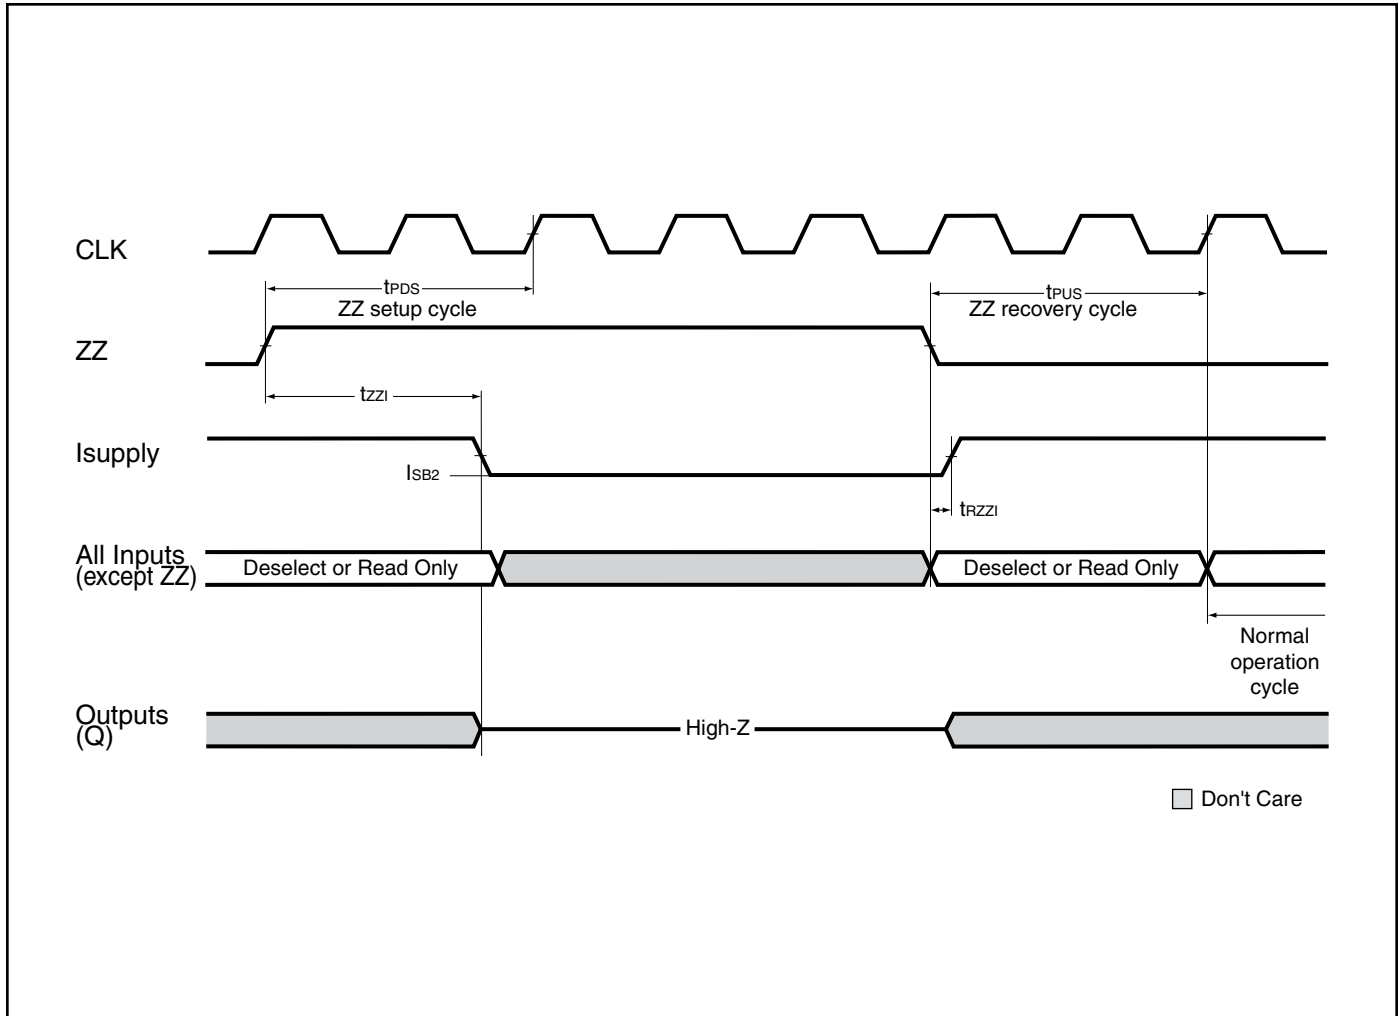 CLK
tPDS
ZZ setup cycle
tPUS
ZZ recovery cycle
ZZ
tZZI
Isupply
ISB2
tRZZI
All Inputs
(except ZZ)
Deselect or Read Only
Deselect or Read Only
Normal
operation
cycle
Outputs
(Q)
High-Z
Don't Care